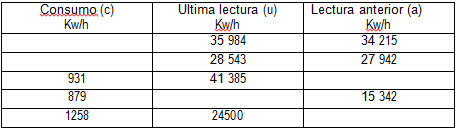 Consumo (c) Ultima lectura (u) Lectura anterior (a)
Kw/h Kw/h Kw/h
35 984 34 215
28 543 27 942
931 41 385
879 15 342
1258 24500